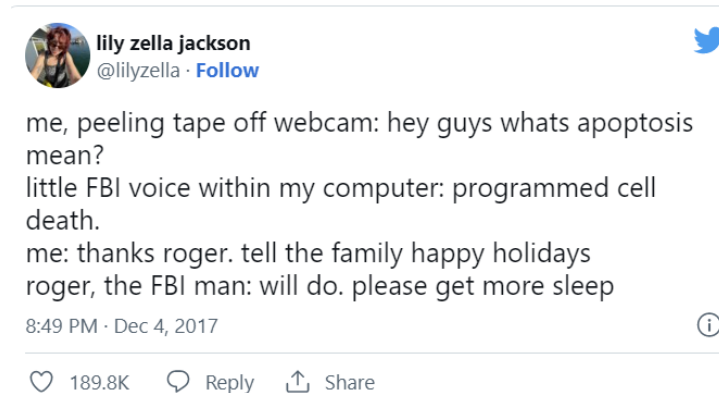 lily zella jackson
@lilyzella · Follow
me, peeling tape off webcam: hey guys whats apoptosis
mean?
little FBI voice within my computer: programmed cell
death.
me: thanks roger. tell the family happy holidays
roger, the FBI man: will do. please get more sleep
8:49 PM · Dec 4, 2017
189.8K Reply Share